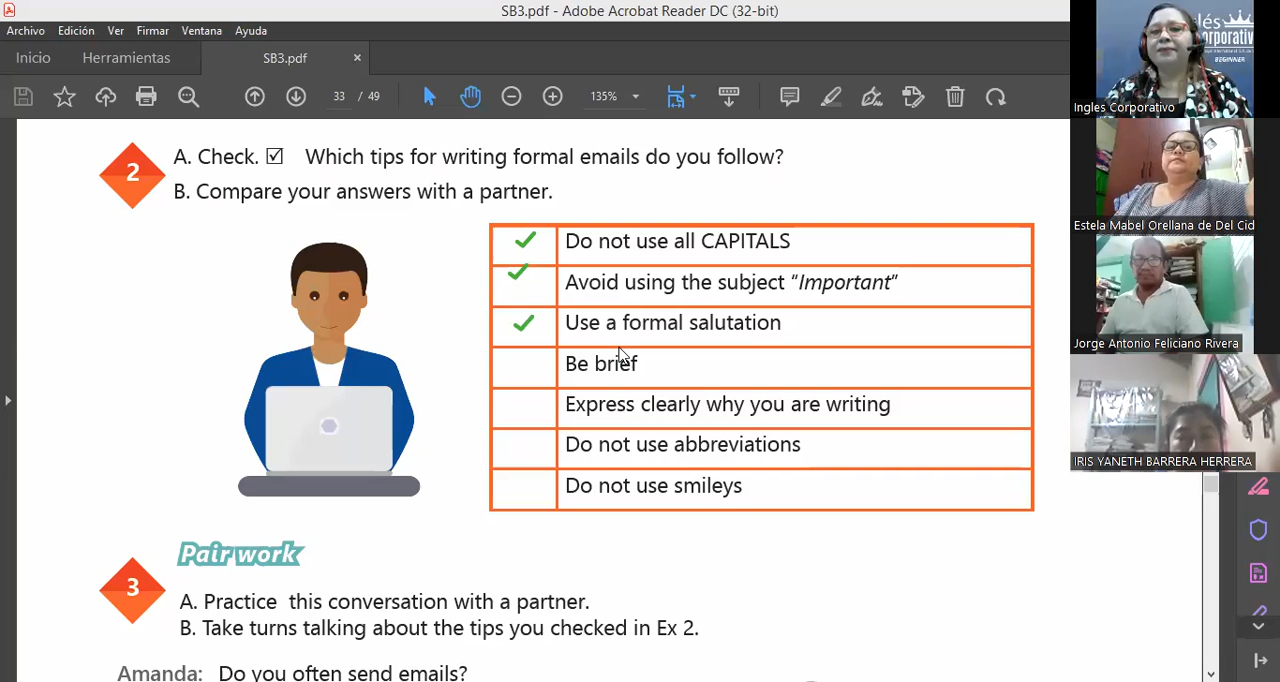 SB3.pdf - Adobe Acrobat Reader DC (32-bit)
Archivo Edición Ver Firmar Ventana Ayuda
Inicio Herramientas SB3.pdf ×
33 / 49 135%
2
A. Check. ☑ Which tips for writing formal emails do you follow?
B. Compare your answers with a partner.
✓ Do not use all CAPITALS
✓ Avoid using the subject “Important”
✓ Use a formal salutation
Be brief
Express clearly why you are writing
Do not use abbreviations
Do not use smileys
Pair work
3
A. Practice this conversation with a partner.
B. Take turns talking about the tips you checked in Ex 2.
Amanda: Do you often send emails?
lés
Corporativ
BEGINNER
Ingles Corporativo
Estela Mabel Orellana de Del Cid
Jorge Antonio Feliciano Rivera
IRIS YANETH BARRERA HERRERA